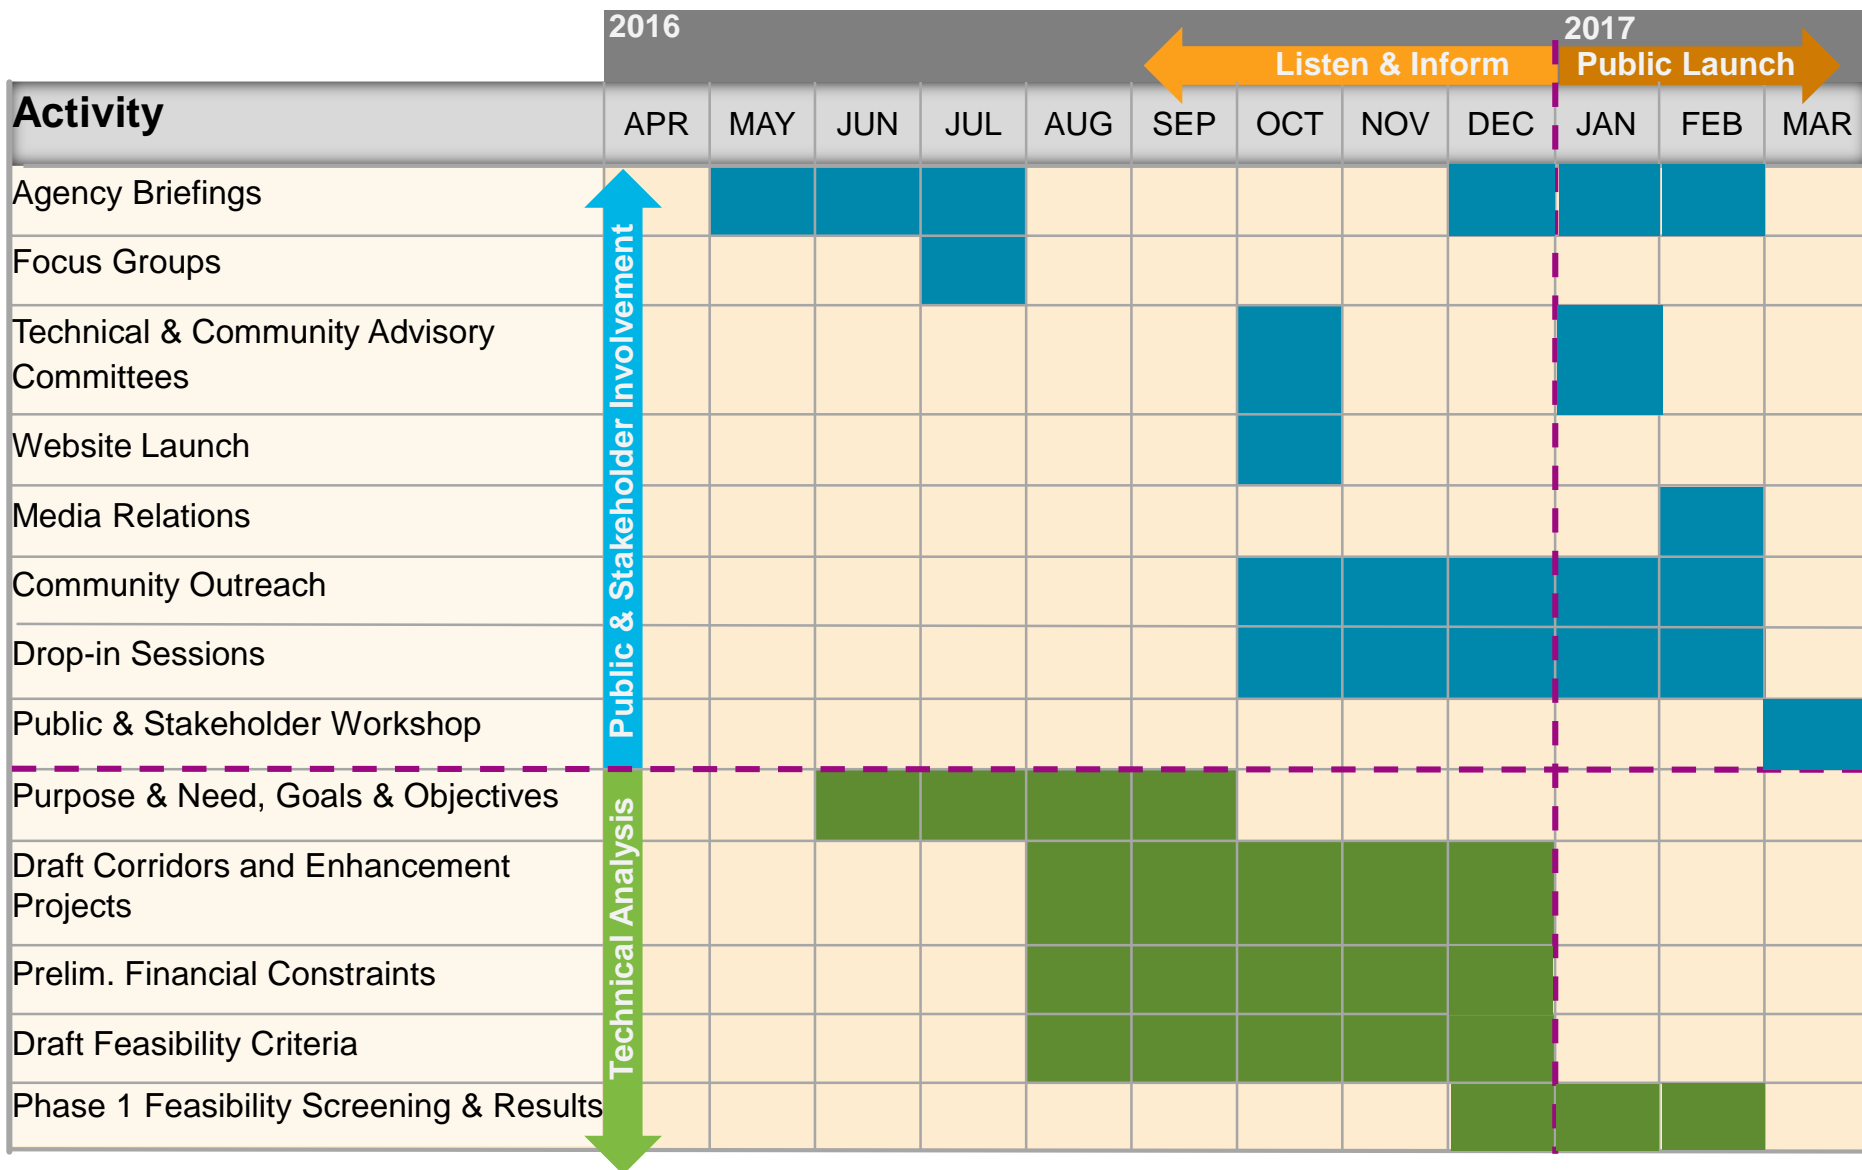 2016
2017
Listen & Inform
Public Launch
Activity
APR MAY JUN JUL AUG SEP OCT NOV DEC JAN FEB MAR
Agency Briefings
Focus Groups
Technical & Community Advisory
Committees
Website Launch
Media Relations
Community Outreach
Drop-in Sessions
Public & Stakeholder Workshop
Public & Stakeholder Involvement
Purpose & Need, Goals & Objectives
Draft Corridors and Enhancement
Projects
Prelim. Financial Constraints
Draft Feasibility Criteria
Phase 1 Feasibility Screening & Results
Technical Analysis